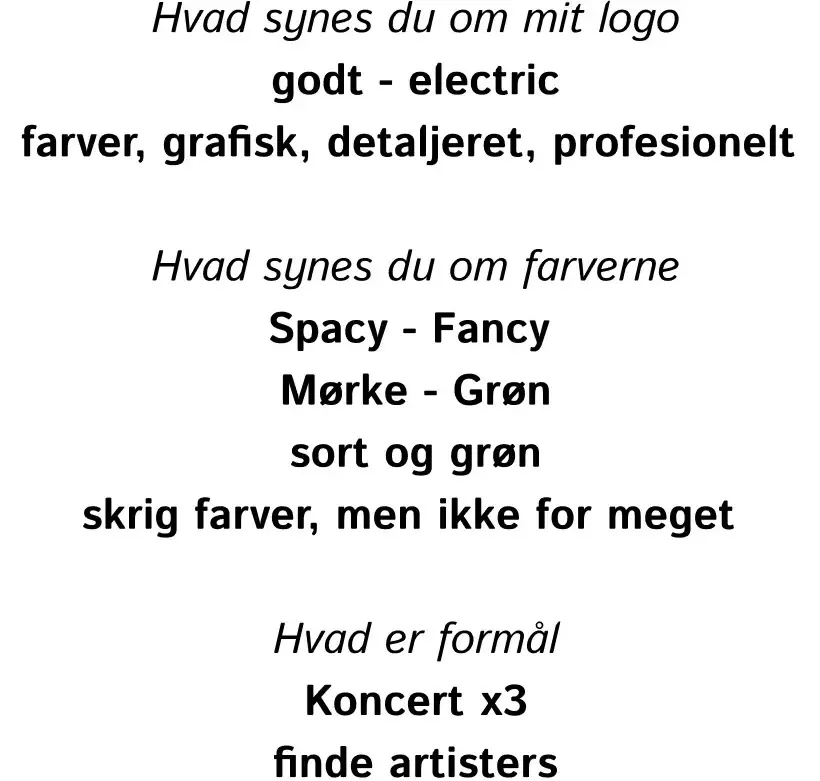 Hvad synes du om mit logo
godt - electric
farver, grafisk, detaljeret, profesionelt
Hvad synes du om farverne
Spacy - Fancy
Mørke - Grøn
sort og grøn
skrig farver, men ikke for meget
Hvad er formål
Koncert x3
finde artisters